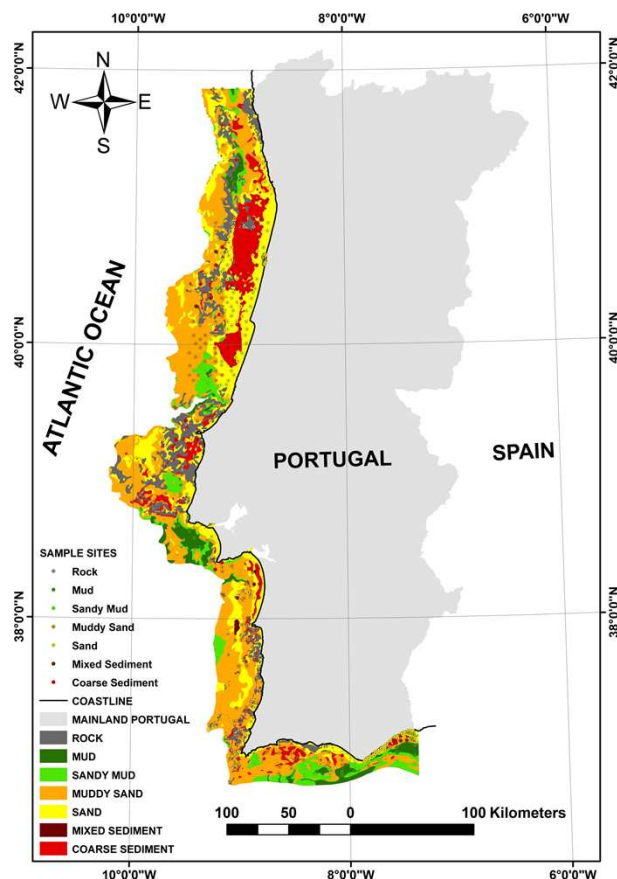 10°0'0"W 8°0'0"W 6°0'0"W
42°0'0"N 42°0'0"N
N
W E
S
ATLANTIC OCEAN
40°0'0"N 40°0'0"N
PORTUGAL
SPAIN
38°0'0"N 38°0'0"N
SAMPLE SITES
Rock
Mud
Sandy Mud
Muddy Sand
Sand
Mixed Sediment
Coarse Sediment
COASTLINE
MAINLAND PORTUGAL
ROCK
MUD
SANDY MUD
MUDDY SAND
SAND
MIXED SEDIMENT
COARSE SEDIMENT
100 50 0 100 Kilometers
10°0'0"W 8°0'0"W 6°0'0"W